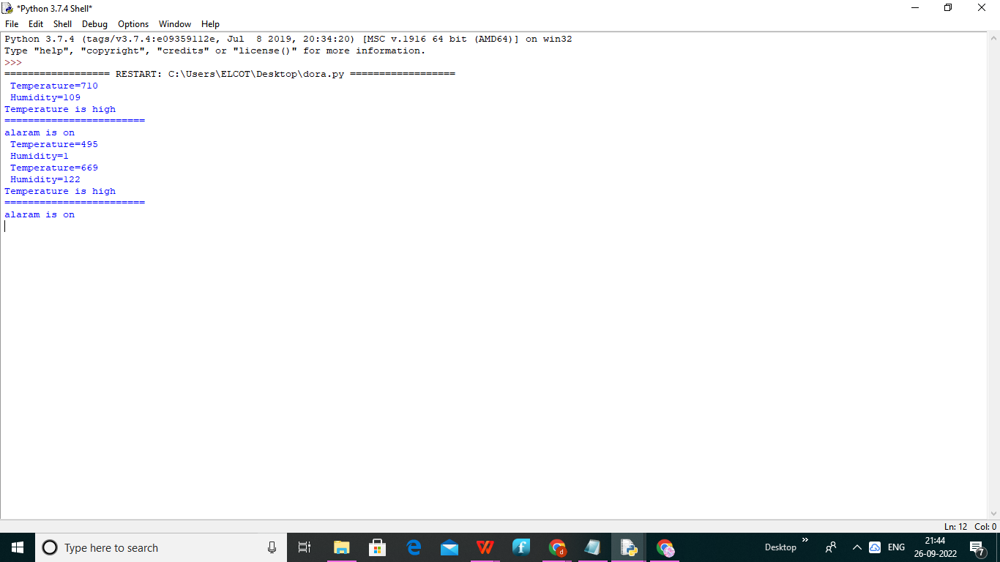 *Python 3.7.4 Shell*
File Edit Shell Debug Options Window Help
Python 3.7.4 (tags/v3.7.4:e09359112e, Jul  8 2019, 20:34:20) [MSC v.1916 64 bit (AMD64)] on win32
Type "help", "copyright", "credits" or "license()" for more information.
>>>
================== RESTART: C:\Users\ELCOT\Desktop\dora.py ==================
 Temperature=710
 Humidity=109
Temperature is high
========================
alaram is on
 Temperature=495
 Humidity=1
 Temperature=669
 Humidity=122
Temperature is high
========================
alaram is on
Ln: 12 Col: 0
Type here to search
Desktop
ENG
21:44
26-09-2022
7